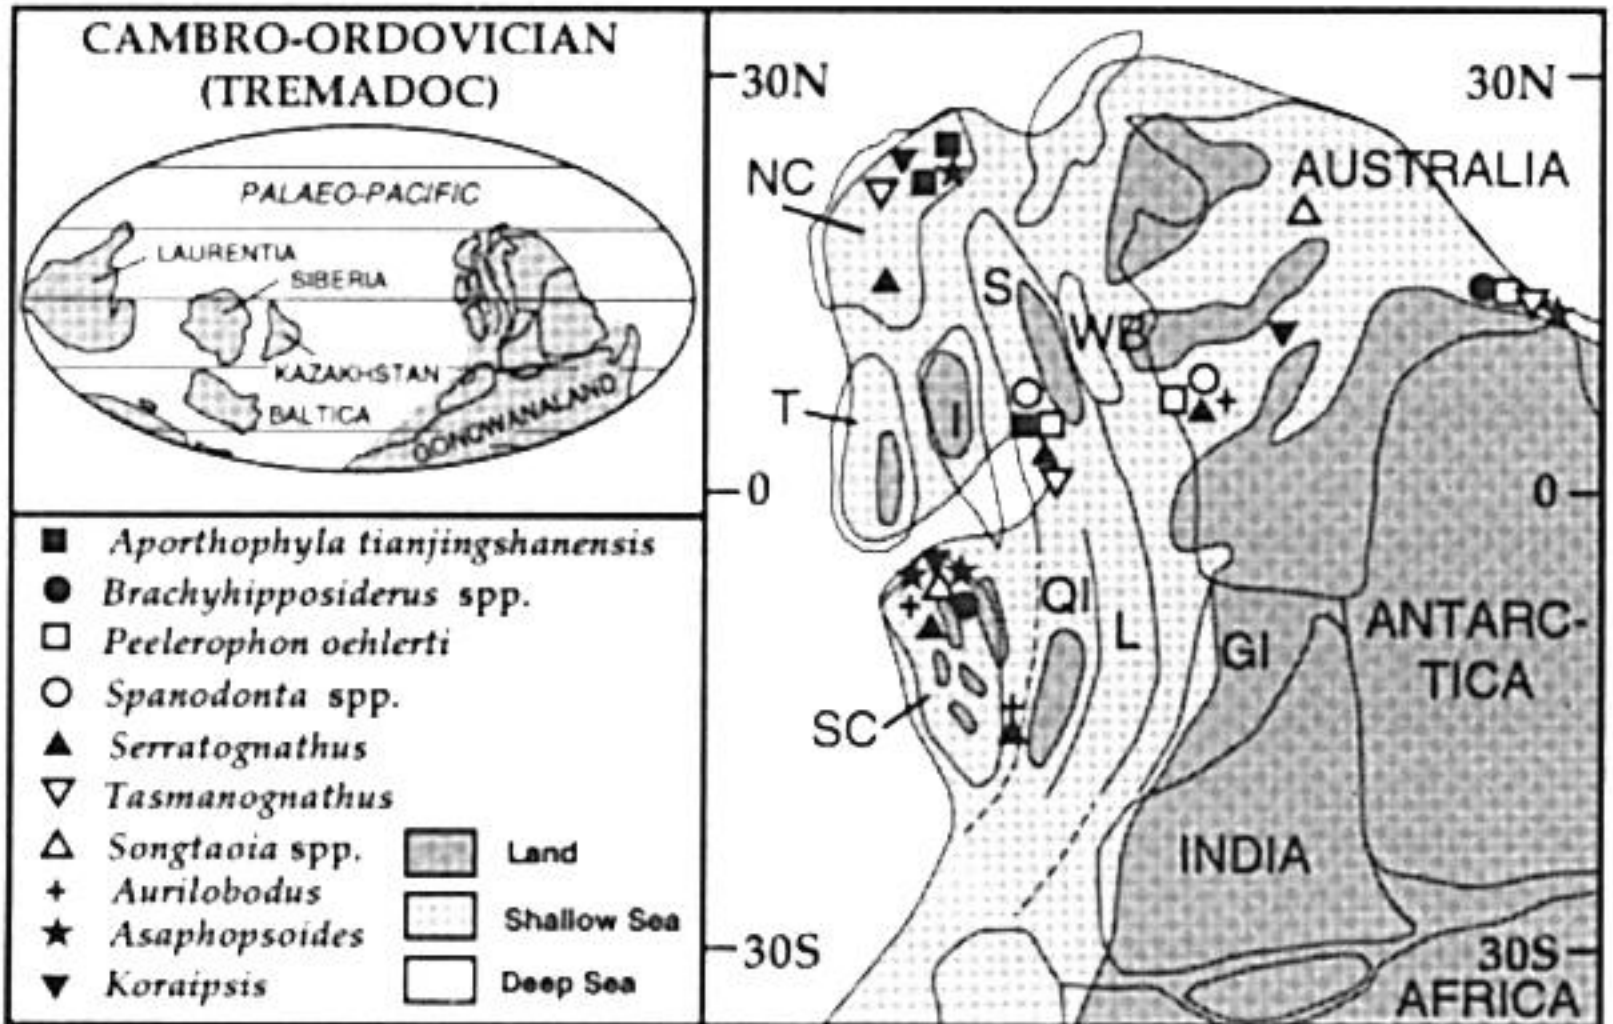 CAMBRO-ORDOVICIAN
(TREMADOC)
PALAEO-PACIFIC
LAURENTIA
SIBERIA
KAZAKHSTAN
BALTICA
GONDWANALAND
Aporthophyla tianjingshanensis
Brachyhipposiderus spp.
Peelerophon oehlerti
Spanodonta spp.
Serratognathus
Tasmanognathus
Songtaoia spp.
Aurilobodus
Asaphopsoides
Koraipsis
Land
Shallow Sea
Deep Sea
30N
30N
NC
AUSTRALIA
S
WB
T
I
0
0
QI
L
GI
ANTARC-
TICA
SC
INDIA
30S
30S
AFRICA